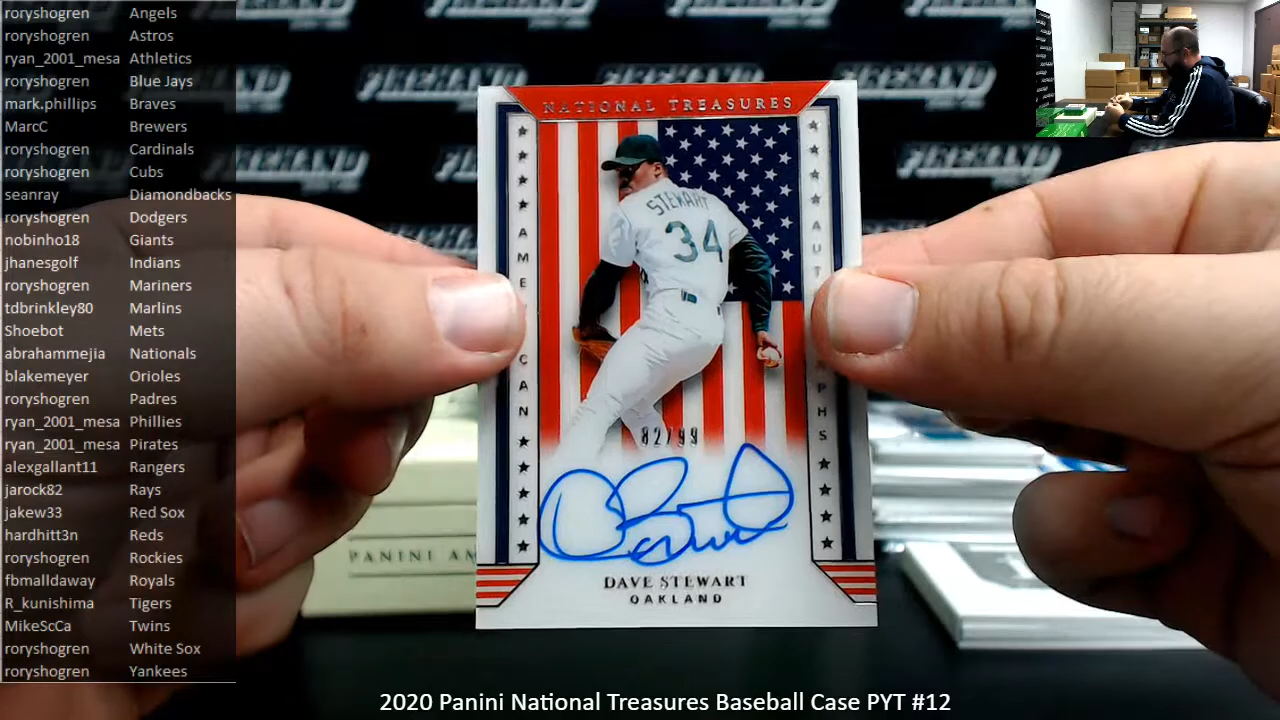 roryshogren Angels
roryshogren Astros
ryan_2001_mesa Athletics
roryshogren Blue Jays
mark.phillips Braves
MarcC Brewers
roryshogren Cardinals
roryshogren Cubs
seanray Diamondbacks
roryshogren Dodgers
nobinho18 Giants
jhanesgolf Indians
roryshogren Mariners
tdbrinkley80 Marlins
Shoebot Mets
abrahammejia Nationals
blakemeyer Orioles
roryshogren Padres
ryan_2001_mesa Phillies
ryan_2001_mesa Pirates
alexgallant11 Rangers
jarock82 Rays
jakew33 Red Sox
hardhitt3n Reds
roryshogren Rockies
fbmalldaway Royals
R_kunishima Tigers
MikeScCa Twins
roryshogren White Sox
roryshogren Yankees
NATIONAL TREASURES
STEWART
34
82/99
DAVE STEWART
OAKLAND
PANINI AM
2020 Panini National Treasures Baseball Case PYT #12